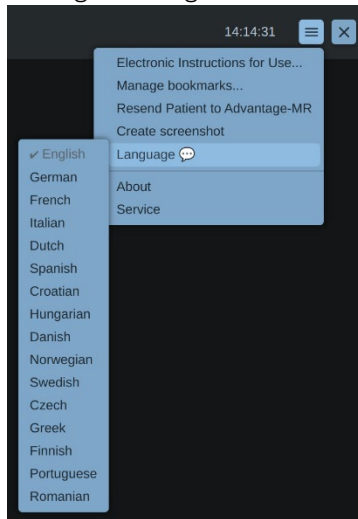 14:14:31
Electronic Instructions for Use...
Manage bookmarks...
Resend Patient to Advantage-MR
Create screenshot
Language 💬
About
Service
✔ English
German
French
Italian
Dutch
Spanish
Croatian
Hungarian
Danish
Norwegian
Swedish
Czech
Greek
Finnish
Portuguese
Romanian